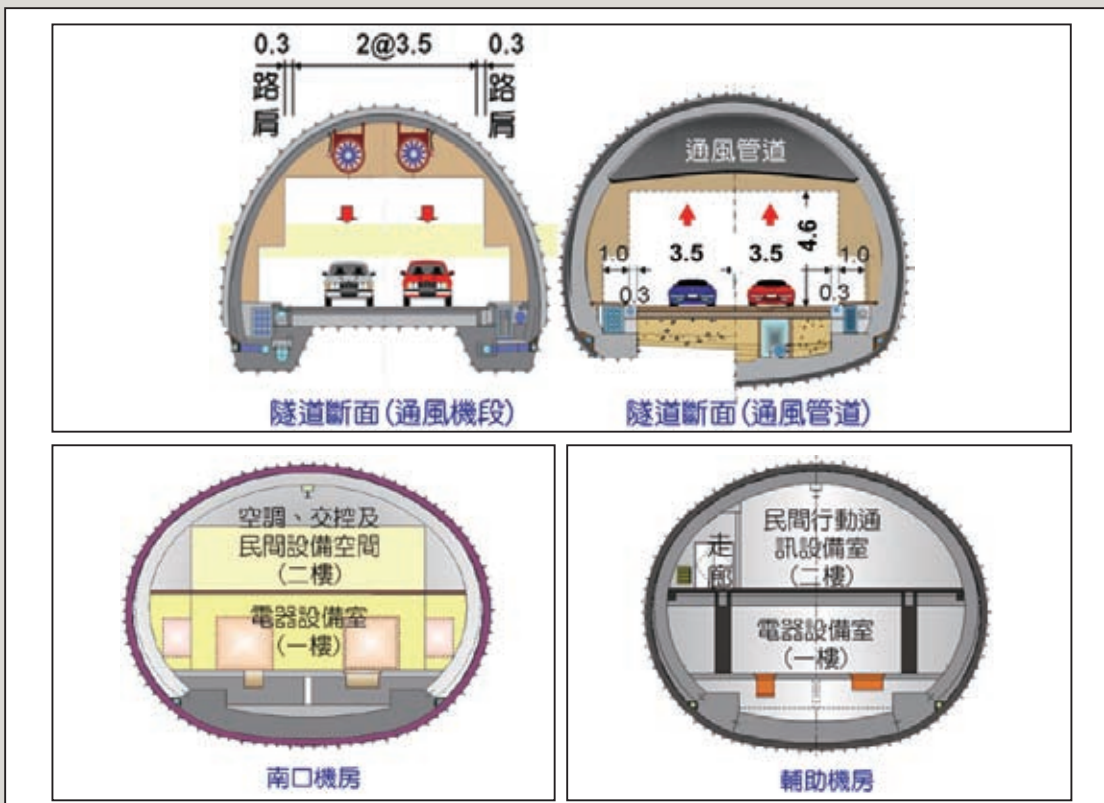 0.3 2@3.5 0.3
路肩 路肩
通風管道
4.6
1.0 3.5 3.5 1.0
0.3 0.3
隧道斷面(通風機段) 隧道斷面(通風管道)
空調、交控及
民間設備空間
(二樓)
電器設備室
(一樓)
南口機房
民間行動通
訊設備室
(二樓)
走廊
電器設備室
(一樓)
輔助機房